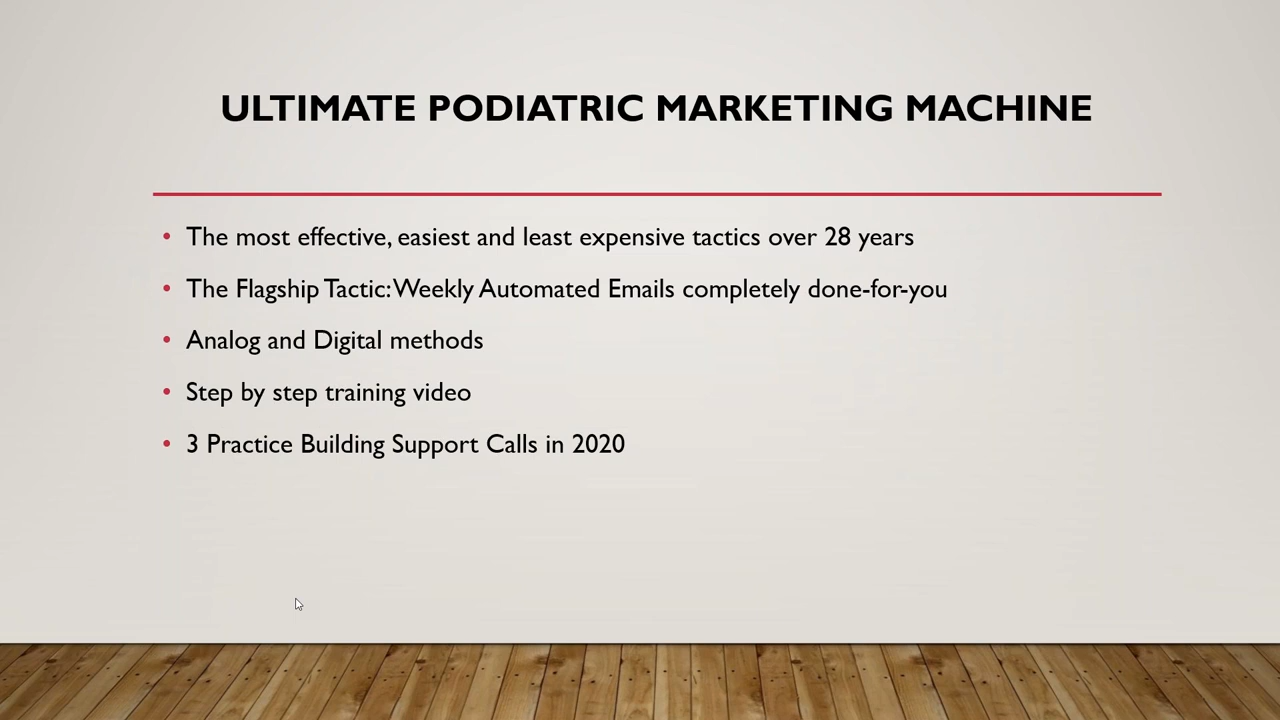 ULTIMATE PODIATRIC MARKETING MACHINE
• The most effective, easiest and least expensive tactics over 28 years
• The Flagship Tactic: Weekly Automated Emails completely done-for-you
• Analog and Digital methods
• Step by step training video
• 3 Practice Building Support Calls in 2020